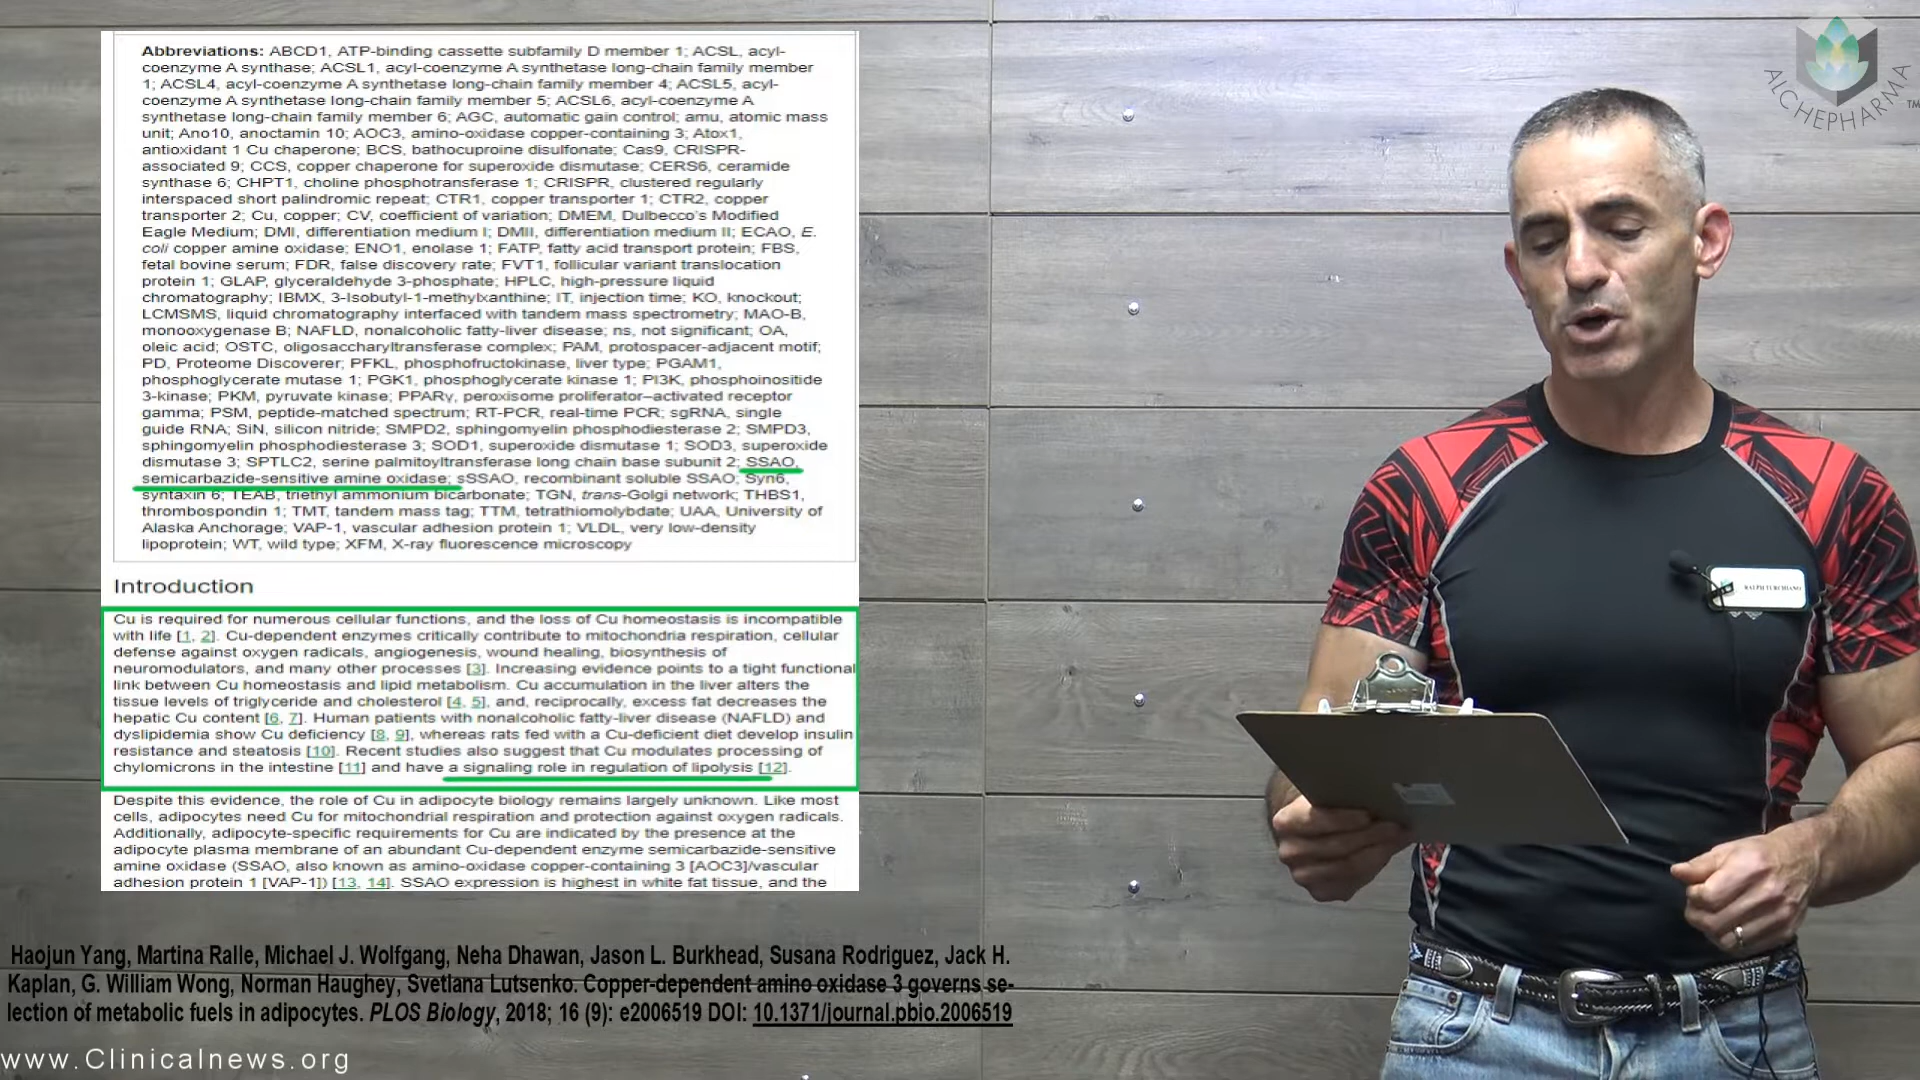 Abbreviations: ABCD1, ATP-binding cassette subfamily D member 1; ACSL, acyl-
coenzyme A synthase; ACSL1, acyl-coenzyme A synthetase long-chain family member
1; ACSL4, acyl-coenzyme A synthetase long-chain family member 4; ACSL5, acyl-
coenzyme A synthetase long-chain family member 5; ACSL6, acyl-coenzyme A
synthetase long-chain family member 6; AGC, automatic gain control; amu, atomic mass
unit; Ano10, anoctamin 10; AOC3, amino-oxidase copper-containing 3; Atox1,
antioxidant 1 Cu chaperone; BCS, bathocuproine disulfonate; Cas9, CRISPR-
associated 9; CCS, copper chaperone for superoxide dismutase; CERS6, ceramide
synthase 6; CHPT1, choline phosphotransferase 1; CRISPR, clustered regularly
interspaced short palindromic repeat; CTR1, copper transporter 1; CTR2, copper
transporter 2; Cu, copper; CV, coefficient of variation; DMEM, Dulbecco's Modified
Eagle Medium; DMI, differentiation medium I; DMII, differentiation medium II; ECAO, E.
coli copper amine oxidase; ENO1, enolase 1; FATP, fatty acid transport protein; FBS,
fetal bovine serum; FDR, false discovery rate; FVT1, follicular variant translocation
protein 1; GLAP, glyceraldehyde 3-phosphate; HPLC, high-pressure liquid
chromatography; IBMX, 3-Isobutyl-1-methylxanthine; IT, injection time; KO, knockout;
LCMSMS, liquid chromatography interfaced with tandem mass spectrometry; MAO-B,
monooxygenase B; NAFLD, nonalcoholic fatty-liver disease; ns, not significant; OA,
oleic acid; OSTC, oligosaccharyltransferase complex; PAM, protospacer-adjacent motif;
PD, Proteome Discoverer; PFKL, phosphofructokinase, liver type; PGAM1,
phosphoglycerate mutase 1; PGK1, phosphoglycerate kinase 1; PI3K, phosphoinositide
3-kinase; PKM, pyruvate kinase; PPARγ, peroxisome proliferator–activated receptor
gamma; PSM, peptide-matched spectrum; RT-PCR, real-time PCR; sgRNA, single
guide RNA; SiN, silicon nitride; SMPD2, sphingomyelin phosphodiesterase 2; SMPD3,
sphingomyelin phosphodiesterase 3; SOD1, superoxide dismutase 1; SOD3, superoxide
dismutase 3; SPTLC2, serine palmitoyltransferase long chain base subunit 2; SSAO,
semicarbazide-sensitive amine oxidase; sSSAO, recombinant soluble SSAO; Syn6,
syntaxin 6; TEAB, triethyl ammonium bicarbonate; TGN, trans-Golgi network; THBS1,
thrombospondin 1; TMT, tandem mass tag; TTM, tetrathiomolybdate; UAA, University of
Alaska Anchorage; VAP-1, vascular adhesion protein 1; VLDL, very low-density
lipoprotein; WT, wild type; XFM, X-ray fluorescence microscopy
Introduction
Cu is required for numerous cellular functions, and the loss of Cu homeostasis is incompatible
with life [1, 2]. Cu-dependent enzymes critically contribute to mitochondria respiration, cellular
defense against oxygen radicals, angiogenesis, wound healing, biosynthesis of
neuromodulators, and many other processes [3]. Increasing evidence points to a tight functional
link between Cu homeostasis and lipid metabolism. Cu accumulation in the liver alters the
tissue levels of triglyceride and cholesterol [4, 5], and, reciprocally, excess fat decreases the
hepatic Cu content [6, 7]. Human patients with nonalcoholic fatty-liver disease (NAFLD) and
dyslipidemia show Cu deficiency [8, 9], whereas rats fed with a Cu-deficient diet develop insulin
resistance and steatosis [10]. Recent studies also suggest that Cu modulates processing of
chylomicrons in the intestine [11] and have a signaling role in regulation of lipolysis [12].
Despite this evidence, the role of Cu in adipocyte biology remains largely unknown. Like most
cells, adipocytes need Cu for mitochondrial respiration and protection against oxygen radicals.
Additionally, adipocyte-specific requirements for Cu are indicated by the presence at the
adipocyte plasma membrane of an abundant Cu-dependent enzyme semicarbazide-sensitive
amine oxidase (SSAO, also known as amino-oxidase copper-containing 3 [AOC3]/vascular
adhesion protein 1 [VAP-1]) [13, 14]. SSAO expression is highest in white fat tissue, and the
Haojun Yang, Martina Ralle, Michael J. Wolfgang, Neha Dhawan, Jason L. Burkhead, Susana Rodriguez, Jack H.
Kaplan, G. William Wong, Norman Haughey, Svetlana Lutsenko. Copper-dependent amino oxidase 3 governs se-
lection of metabolic fuels in adipocytes. PLOS Biology, 2018; 16 (9): e2006519 DOI: 10.1371/journal.pbio.2006519
www.Clinicalnews.org
ALCHEPHARMA™
RALPH TURCHIANO